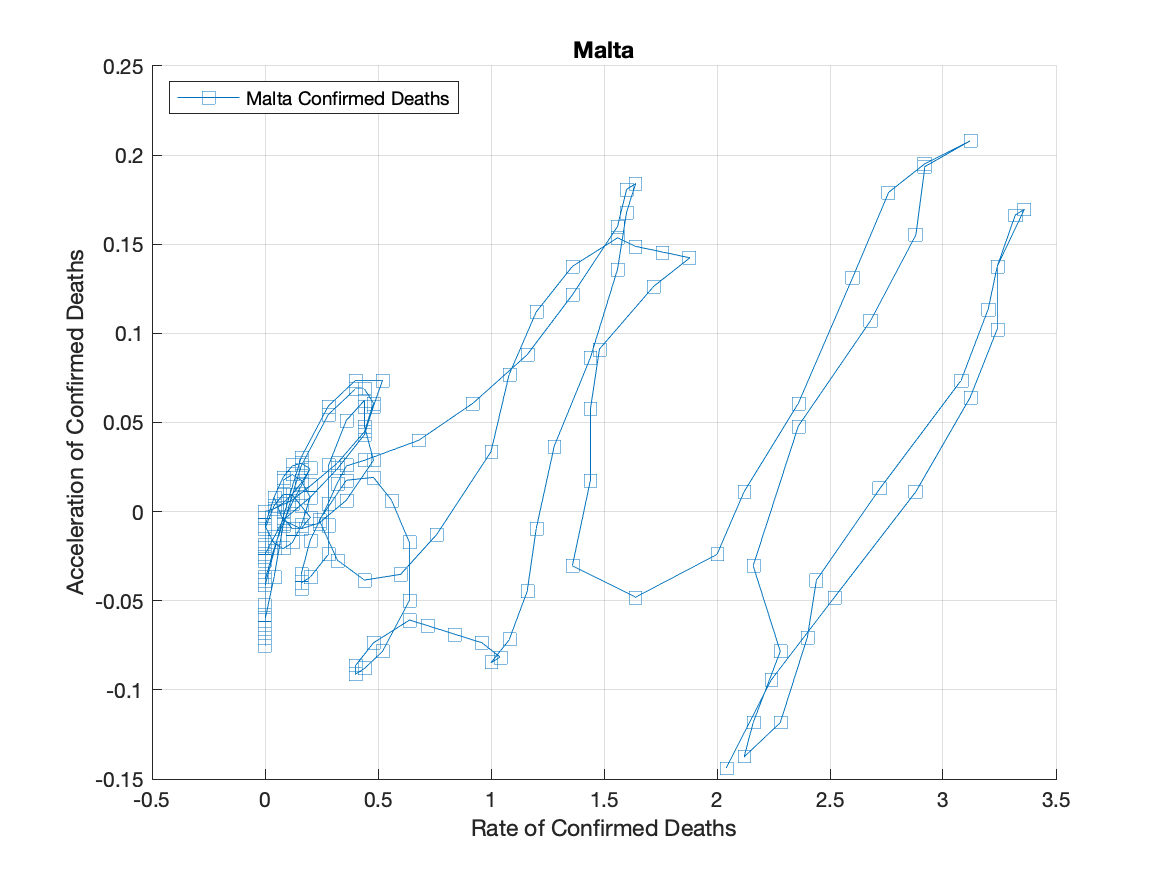 Malta
0.25
Malta Confirmed Deaths
0.2
0.15
0.1
0.05
0
-0.05
-0.1
-0.15
Acceleration of Confirmed Deaths
-0.5 0 0.5 1 1.5 2 2.5 3 3.5
Rate of Confirmed Deaths